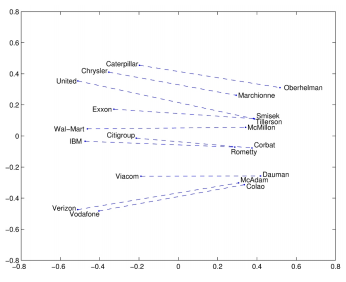 0.8
0.6
0.4
0.2
0
−0.2
−0.4
−0.6
−0.8
Caterpillar
Chrysler
United
Oberhelman
Marchionne
Exxon
Smisek
Tillerson
Wal−Mart
McMillon
Citigroup
IBM
Corbat
Rometty
Viacom
Dauman
McAdam
Colao
Verizon
Vodafone
−0.8
−0.6
−0.4
−0.2
0
0.2
0.4
0.6
0.8